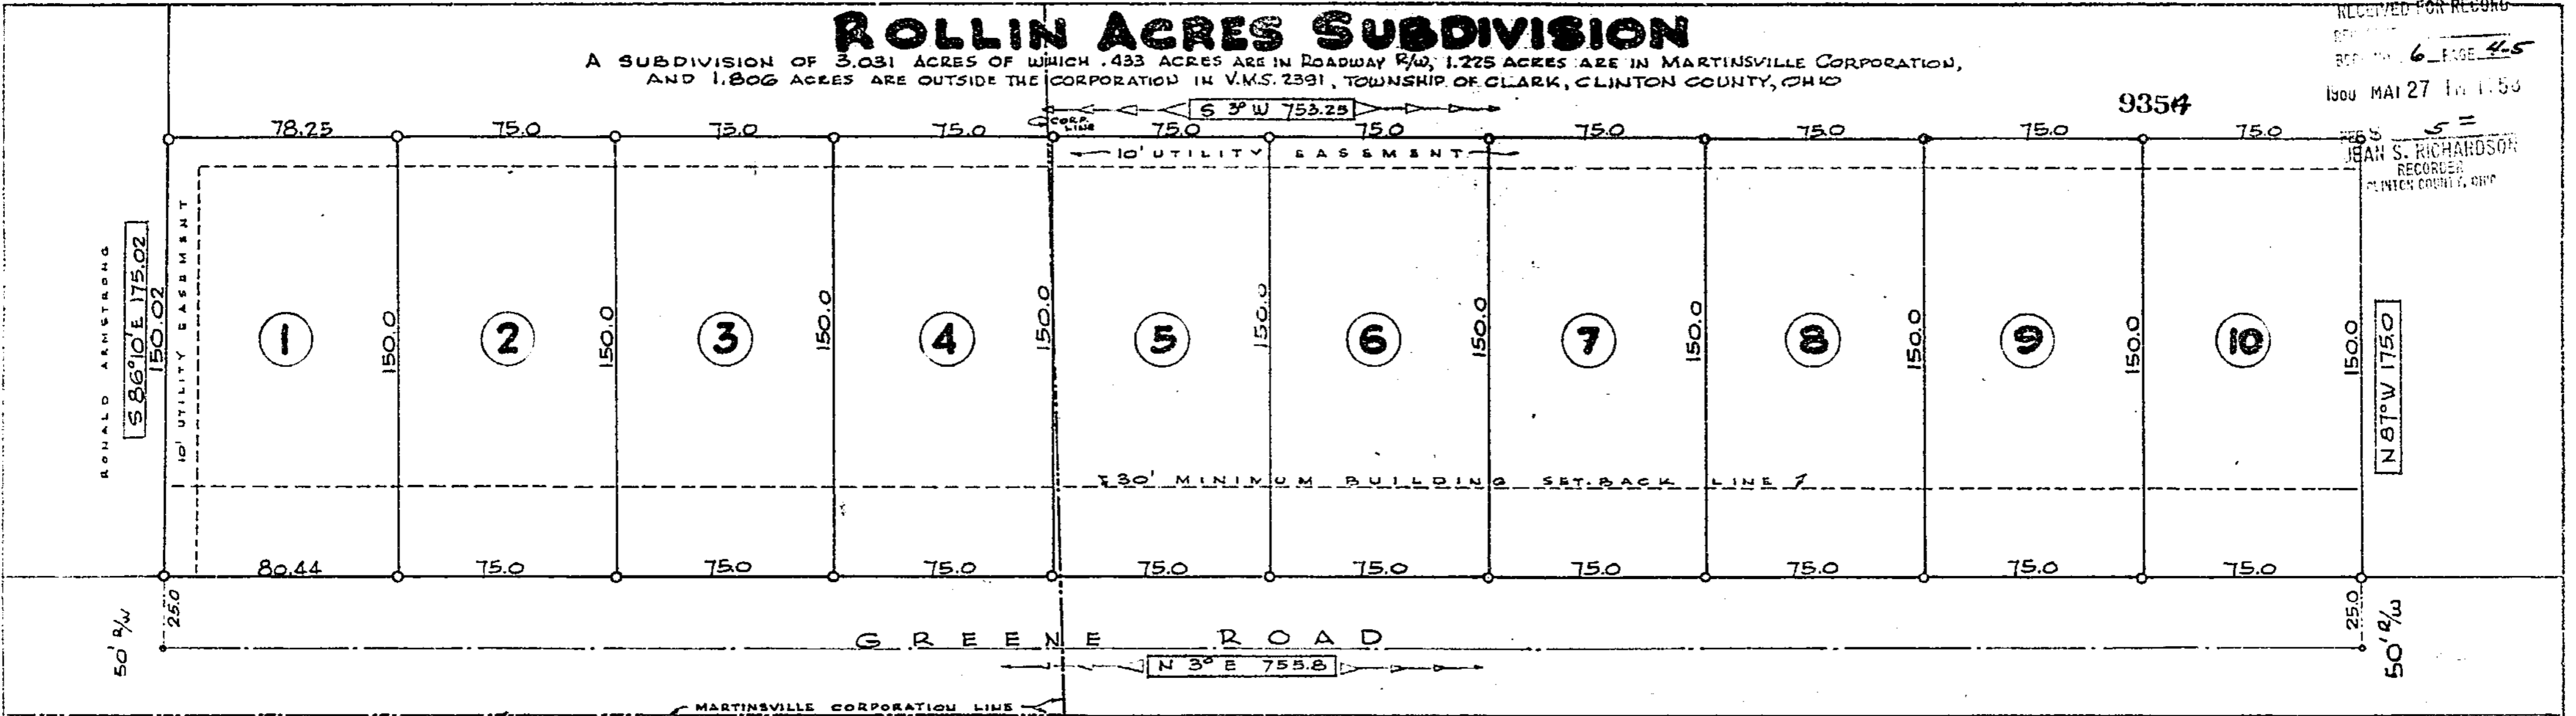 ROLLIN ACRES SUBDIVISION
A SUBDIVISION OF 3.031 ACRES OF WHICH .433 ACRES ARE IN ROADWAY R/W, 1.225 ACRES ARE IN MARTINSVILLE CORPORATION,
AND 1.806 ACRES ARE OUTSIDE THE CORPORATION IN V.M.S. 2391, TOWNSHIP OF CLARK, CLINTON COUNTY, OHIO
RECEIVED FOR RECORD
6 PAGE 45
MAY 27
9354
5 =
JEAN S. RICHARDSON
RECORDER
CLINTON COUNTY, OHIO
S 3° W 753.25
CORP. LINE
78.25 75.0 75.0 75.0 75.0 75.0 75.0 75.0 75.0 75.0
10' UTILITY EASEMENT
RONALD ARMSTRONG
S 86°10' E 175.02
150.02
10' UTILITY EASEMENT
1 150.0 2 150.0 3 150.0 4 150.0 5 150.0 6 150.0 7 150.0 8 150.0 9 150.0 10 150.0
N 87° W 175.0
30' MINIMUM BUILDING SET-BACK LINE
80.44 75.0 75.0 75.0 75.0 75.0 75.0 75.0 75.0 75.0
50' R/W
25.0
GREENE ROAD
25.0
50' R/W
N 3° E 755.8
MARTINSVILLE CORPORATION LINE